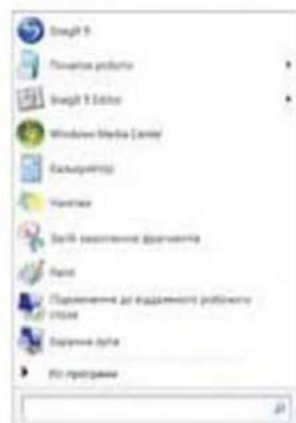 SnagIt 9
Початок роботи
SnagIt 9 Editor
Windows Media Center
Калькулятор
Нотатки
Засіб захоплення фрагментів
Paint
Підключення до віддаленого робочого
стола
Екранна лупа
Усі програми